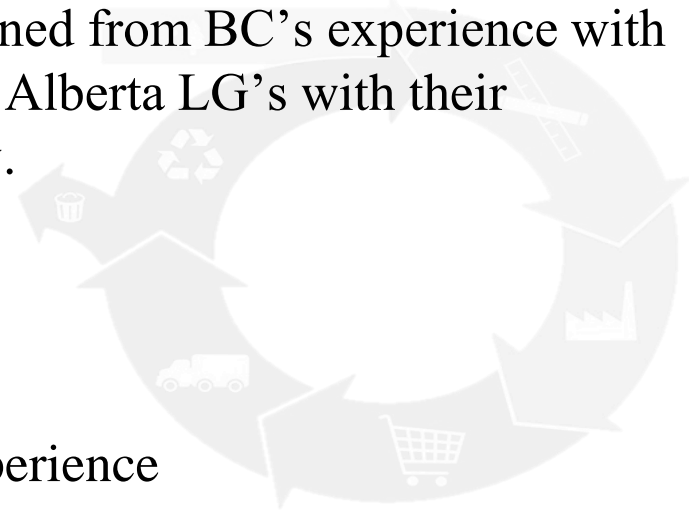 ned from BC’s experience with
Alberta LG’s with their
.
perience